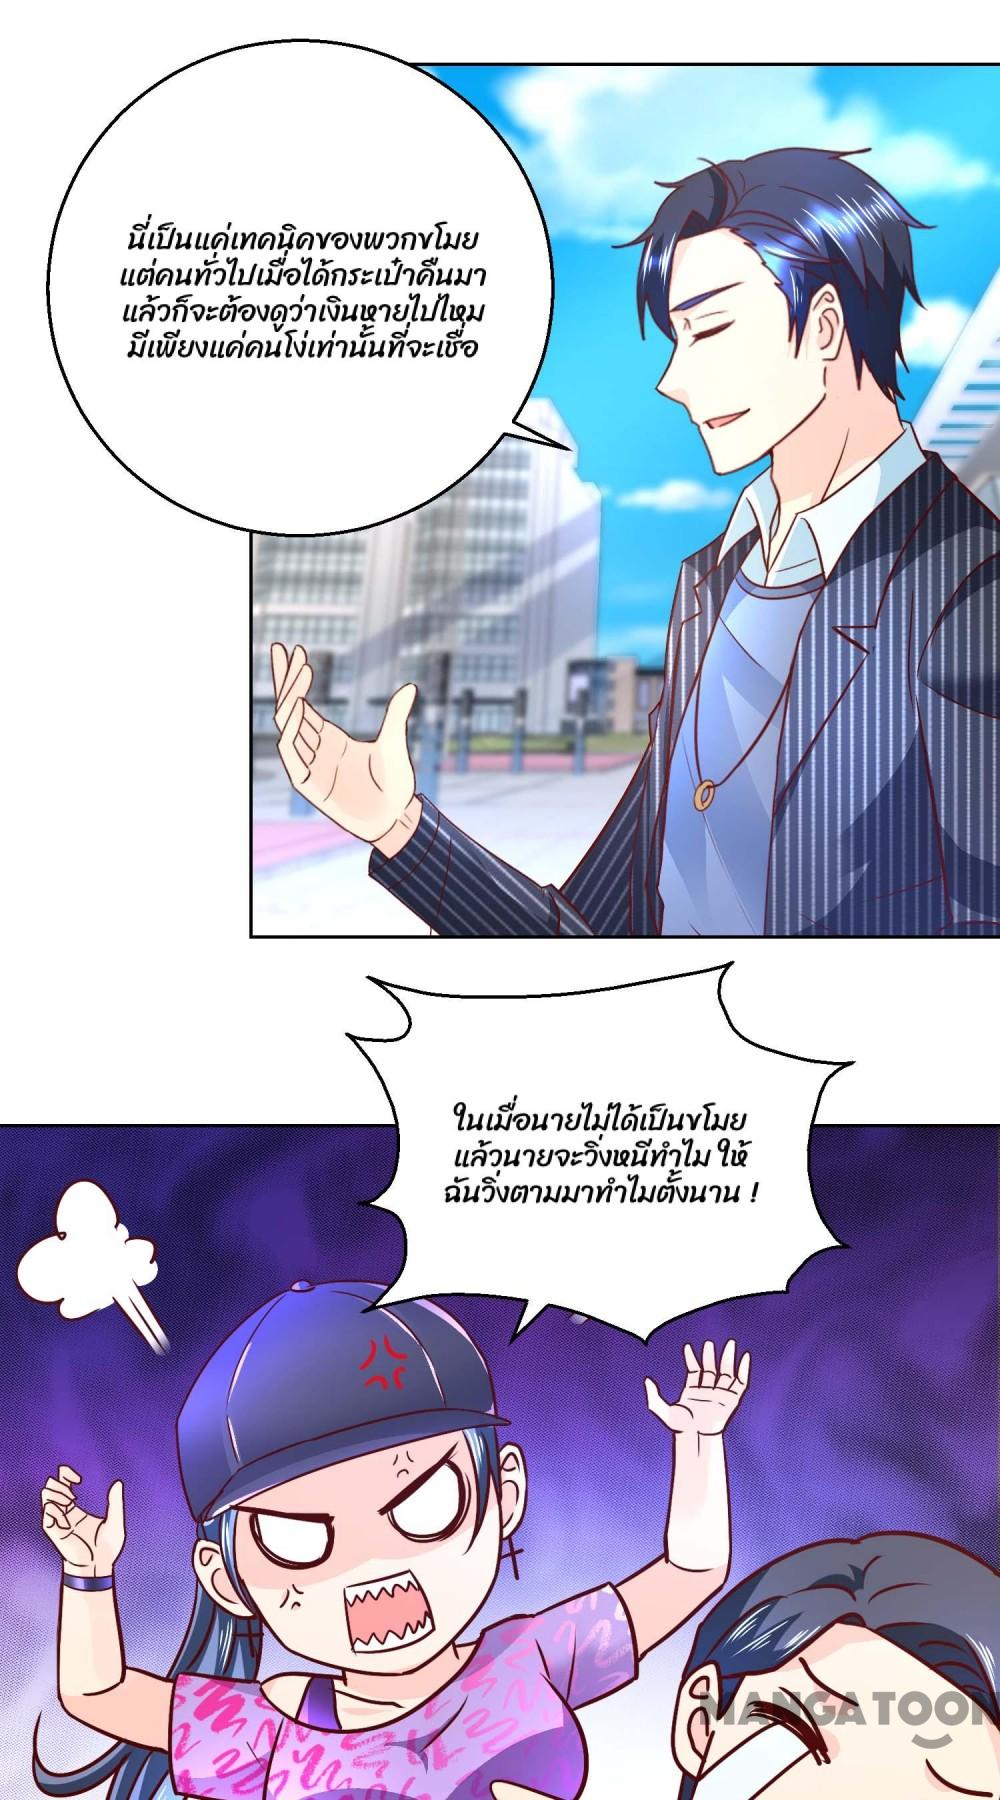 นี่เป็นแค่เทคนิคของพวกขโมย
แต่คนทั่วไปเมื่อได้กระเป๋าคืนมา
แล้วก็จะต้องดูว่าเงินหายไปไหม
มีเพียงแค่คนโง่เท่านั้นที่จะเชื่อ
ในเมื่อนายไม่ได้เป็นขโมย
แล้วนายจะวิ่งหนีทำไม ให้
ฉันวิ่งตามมาทำไมตั้งนาน !
MANGATOON